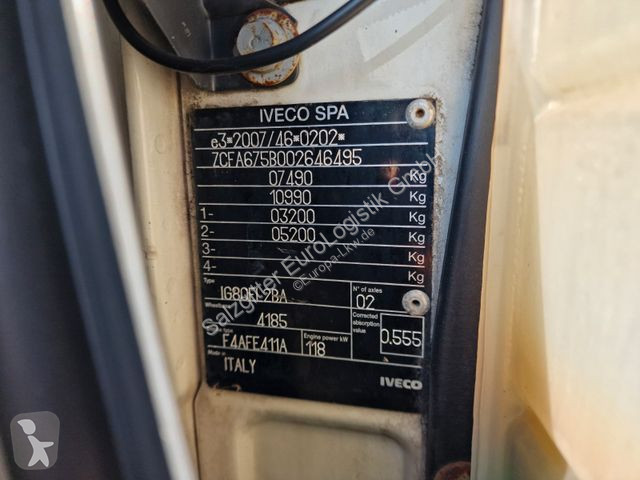 IVECO SPA
e3*2007/46*0202*
ZCFA675B002646495
07490 Kg
10990 Kg
1- 03200 Kg
2- 05200 Kg
3- Kg
4- Kg
Type N° of axles
02
4185 Corrected absorption value 0.555
type F4AFE411A Engine power kW 118
Made in ITALY
IVECO
Salzgitter EuroLogistik GmbH
©Europa-Lkw.de